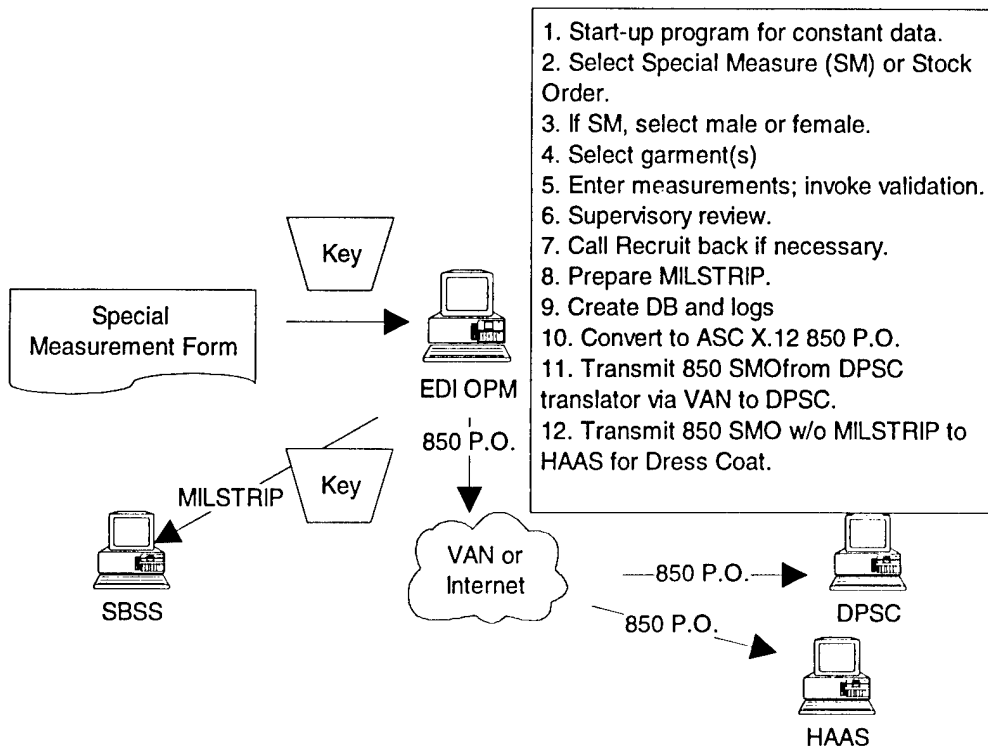 1. Start-up program for constant data.
2. Select Special Measure (SM) or Stock
Order.
3. If SM, select male or female.
4. Select garment(s)
5. Enter measurements; invoke validation.
6. Supervisory review.
7. Call Recruit back if necessary.
8. Prepare MILSTRIP.
9. Create DB and logs
10. Convert to ASC X.12 850 P.O.
11. Transmit 850 SMOfrom DPSC
translator via VAN to DPSC.
12. Transmit 850 SMO w/o MILSTRIP to
HAAS for Dress Coat.
Key
Special
Measurement Form
EDI OPM
850 P.O.
Key
MILSTRIP
SBSS
VAN or
Internet
850 P.O.
DPSC
850 P.O.
HAAS